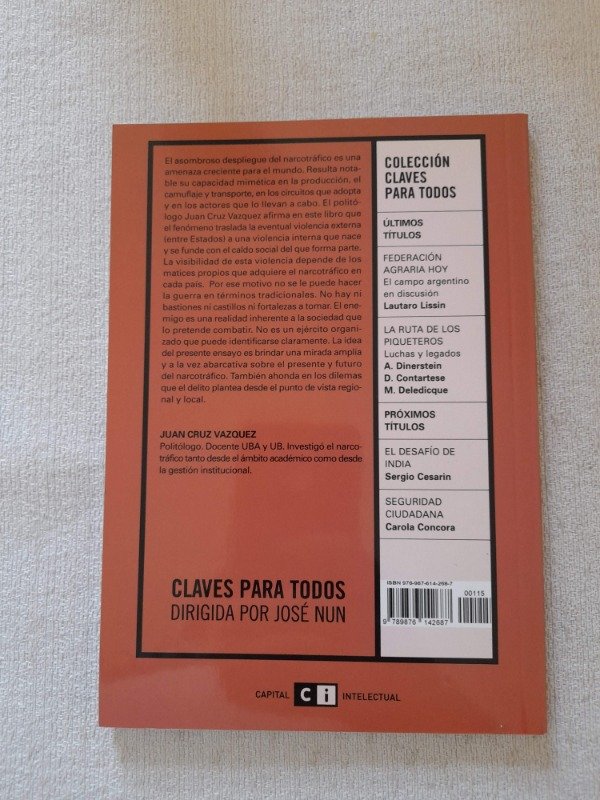 El asombroso despliegue del narcotráfico es una
amenaza creciente para el mundo. Resulta nota-
ble su capacidad mimética en la producción, el
camuflaje y transporte, en los circuitos que adopta
y en los actores que lo llevan a cabo. El politó-
logo Juan Cruz Vazquez afirma en este libro que
el fenómeno traslada la eventual violencia externa
(entre Estados) a una violencia interna que nace
y se funde con el caldo social del que forma parte.
La visibilidad de esta violencia depende de los
matices propios que adquiere el narcotráfico en
cada país. Por ese motivo no se le puede hacer
la guerra en términos tradicionales. No hay ni
bastiones ni castillos ni fortalezas a tomar. El ene-
migo es una realidad inherente a la sociedad que
lo pretende combatir. No es un ejército organi-
zado que puede identificarse claramente. La idea
del presente ensayo es brindar una mirada amplia
y a la vez abarcativa sobre el presente y futuro
del narcotráfico. También ahonda en los dilemas
que el delito plantea desde el punto de vista regio-
nal y local.
JUAN CRUZ VAZQUEZ
Politólogo. Docente UBA y UB. Investigó el narco-
tráfico tanto desde el ámbito académico como desde
la gestión institucional.
CLAVES PARA TODOS
DIRIGIDA POR JOSÉ NUN
COLECCIÓN
CLAVES
PARA TODOS
ÚLTIMOS
TÍTULOS
FEDERACIÓN
AGRARIA HOY
El campo argentino
en discusión
Lautaro Lissin
LA RUTA DE LOS
PIQUETEROS
Luchas y legados
A. Dinerstein
D. Contartese
M. Deledicque
PRÓXIMOS
TÍTULOS
EL DESAFÍO DE
INDIA
Sergio Cesarin
SEGURIDAD
CIUDADANA
Carola Concora
ISBN 978-987-614-268-7
00115
9 789876 142687
CAPITAL Ci INTELECTUAL